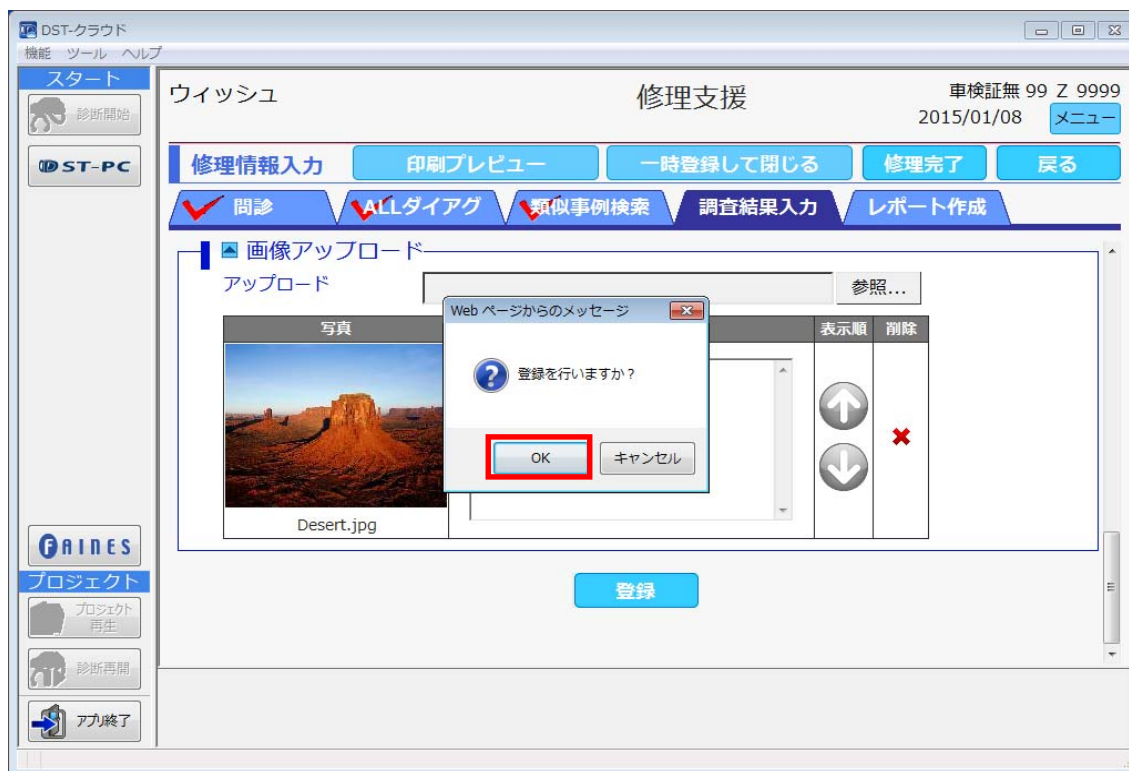 DST-クラウド
機能 ツール ヘルプ
スタート
診断開始
DST-PC
FAINES
プロジェクト
プロジェクト
再生
診断再開
アプリ終了
ウィッシュ
修理支援
車検証無 99 Z 9999
2015/01/08 メニュー
修理情報入力 印刷プレビュー 一時登録して閉じる 修理完了 戻る
問診 ALLダイアグ 類似事例検索 調査結果入力 レポート作成
画像アップロード
アップロード 参照...
写真 表示順 削除
Desert.jpg
Web ページからのメッセージ
登録を行いますか？
OK キャンセル
登録